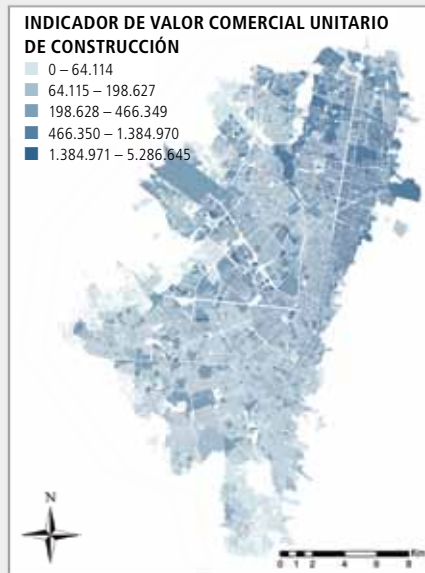 INDICADOR DE VALOR COMERCIAL UNITARIO
DE CONSTRUCCIÓN
0 – 64.114
64.115 – 198.627
198.628 – 466.349
466.350 – 1.384.970
1.384.971 – 5.286.645
N
Km
0 1 2 4 6 8